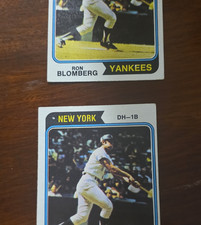 RON
BLOMBERG
YANKEES
NEW YORK
DH-1B